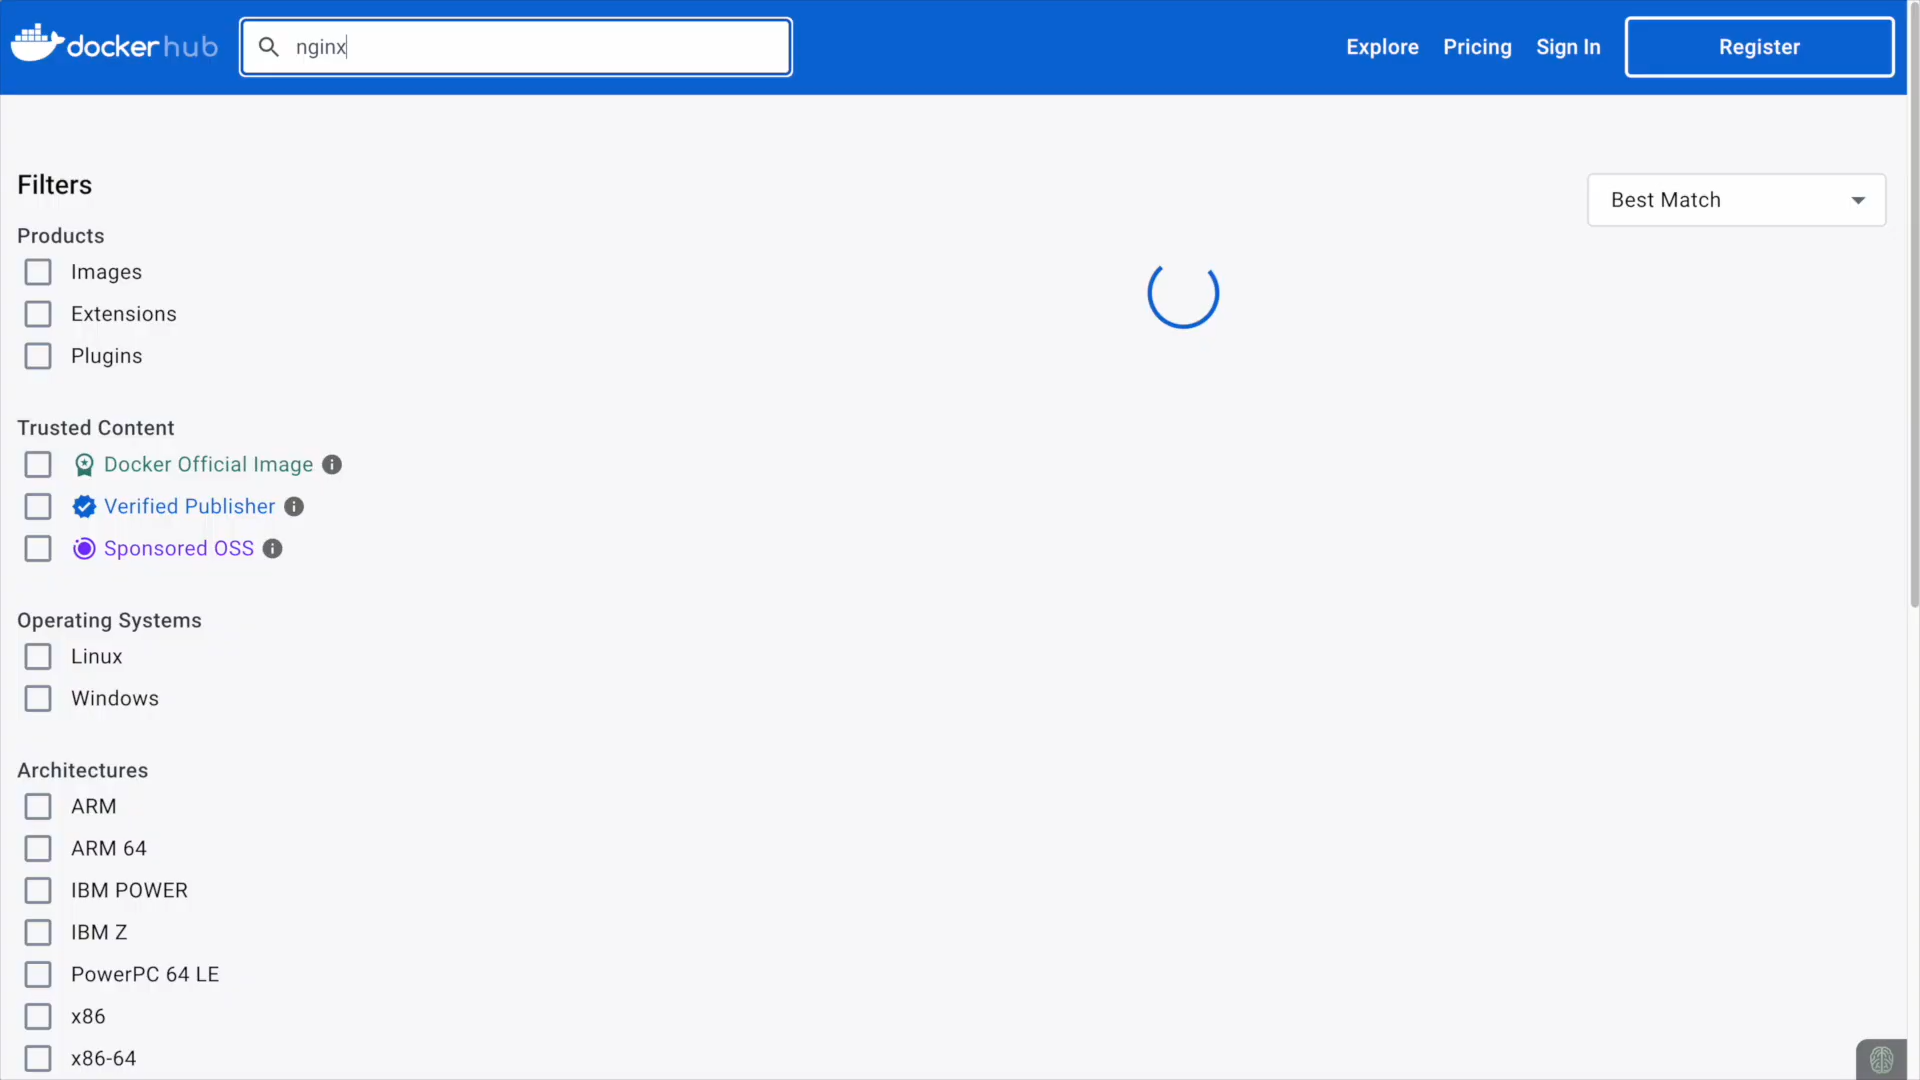 docker hub
nginx
Explore
Pricing
Sign In
Register
Filters
Best Match
Products
Images
Extensions
Plugins
Trusted Content
Docker Official Image
Verified Publisher
Sponsored OSS
Operating Systems
Linux
Windows
Architectures
ARM
ARM 64
IBM POWER
IBM Z
PowerPC 64 LE
x86
x86-64